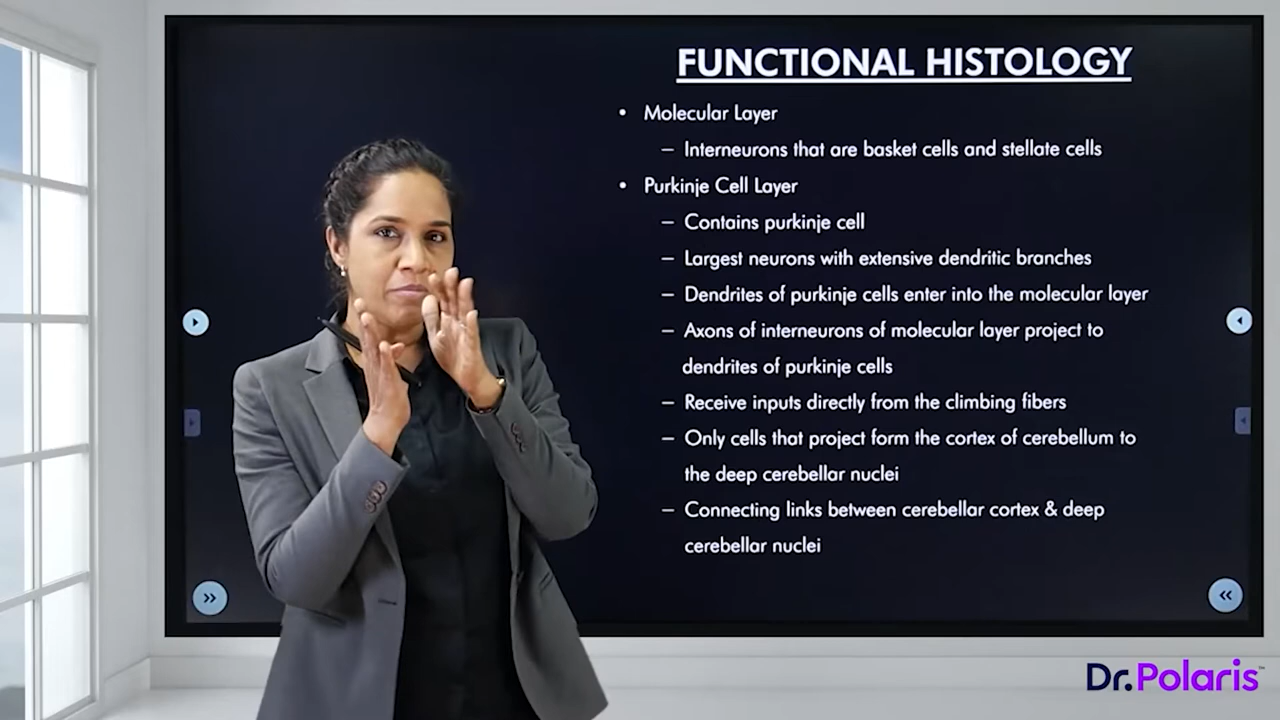 FUNCTIONAL HISTOLOGY
• Molecular Layer
– Interneurons that are basket cells and stellate cells
• Purkinje Cell Layer
– Contains purkinje cell
– Largest neurons with extensive dendritic branches
– Dendrites of purkinje cells enter into the molecular layer
– Axons of interneurons of molecular layer project to
dendrites of purkinje cells
– Receive inputs directly from the climbing fibers
– Only cells that project form the cortex of cerebellum to
the deep cerebellar nuclei
– Connecting links between cerebellar cortex & deep
cerebellar nuclei
Dr.Polaris™